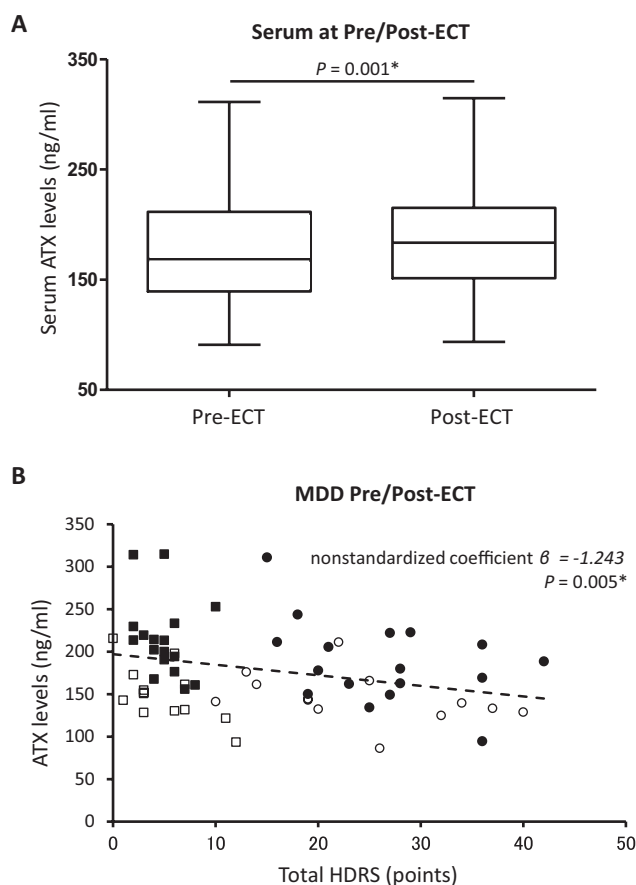 A
Serum at Pre/Post-ECT
P = 0.001*
Serum ATX levels (ng/ml)
350
250
150
50
Pre-ECT
Post-ECT
B
MDD Pre/Post-ECT
nonstandardized coefficient β = -1.243
P = 0.005*
ATX levels (ng/ml)
350
300
250
200
150
100
50
0
0
10
20
30
40
50
Total HDRS (points)